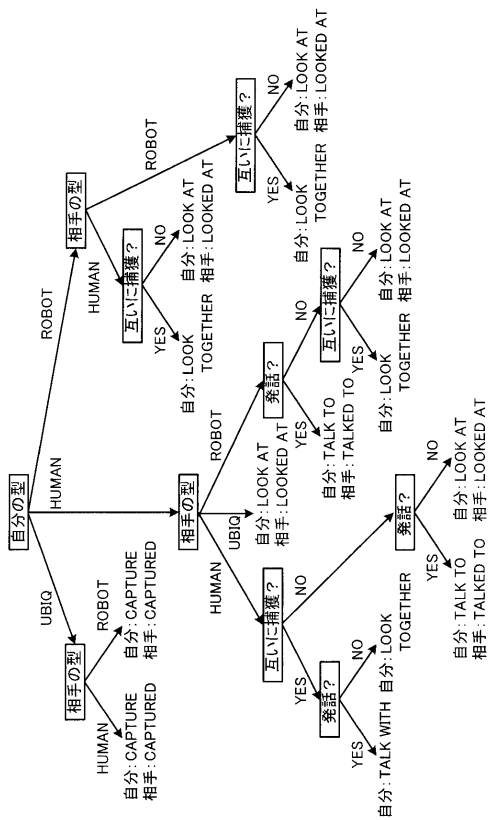 自分の型
UBIQ
HUMAN
ROBOT
相手の型
HUMAN
ROBOT
自分:CAPTURE
相手:CAPTURED
自分:CAPTURE
相手:CAPTURED
相手の型
HUMAN
UBIQ
ROBOT
互いに捕獲?
YES
NO
発話?
YES
NO
自分:TALK WITH
自分:LOOK
TOGETHER
発話?
YES
NO
自分:TALK TO
相手:TALKED TO
自分:LOOK AT
相手:LOOKED AT
自分:LOOK AT
相手:LOOKED AT
発話?
YES
NO
自分:TALK TO
相手:TALKED TO
互いに捕獲?
YES
NO
自分:LOOK
TOGETHER
自分:LOOK AT
相手:LOOKED AT
相手の型
HUMAN
ROBOT
互いに捕獲?
YES
NO
自分:LOOK
TOGETHER
自分:LOOK AT
相手:LOOKED AT
互いに捕獲?
YES
NO
自分:LOOK
TOGETHER
自分:LOOK AT
相手:LOOKED AT